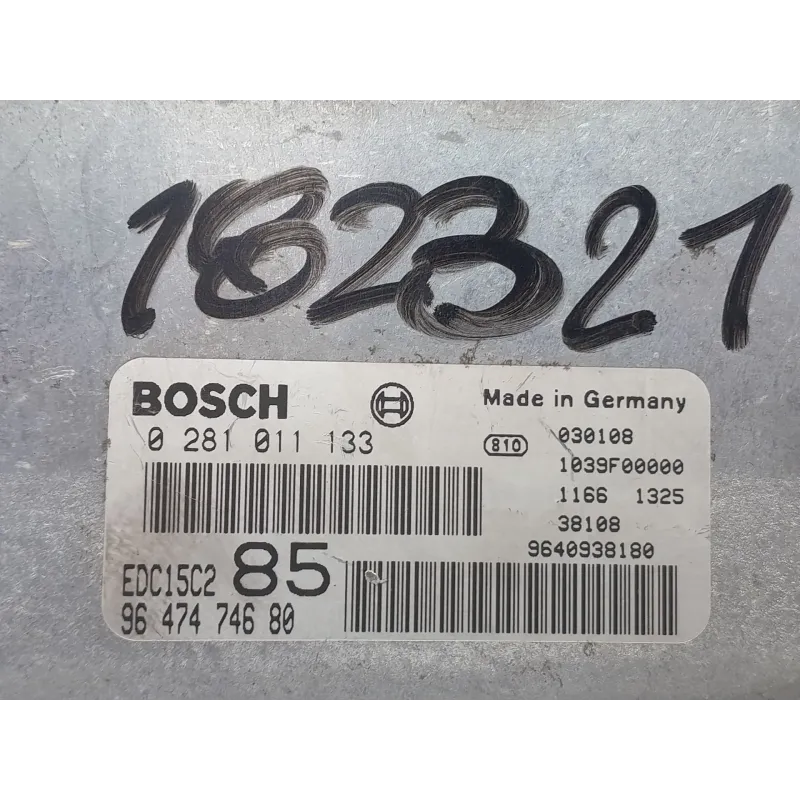 182321
BOSCH
Made in Germany
0 281 011 133
810
030108
1039F00000
1166 1325
38108
9640938180
EDC15C2 85
96 474 746 80